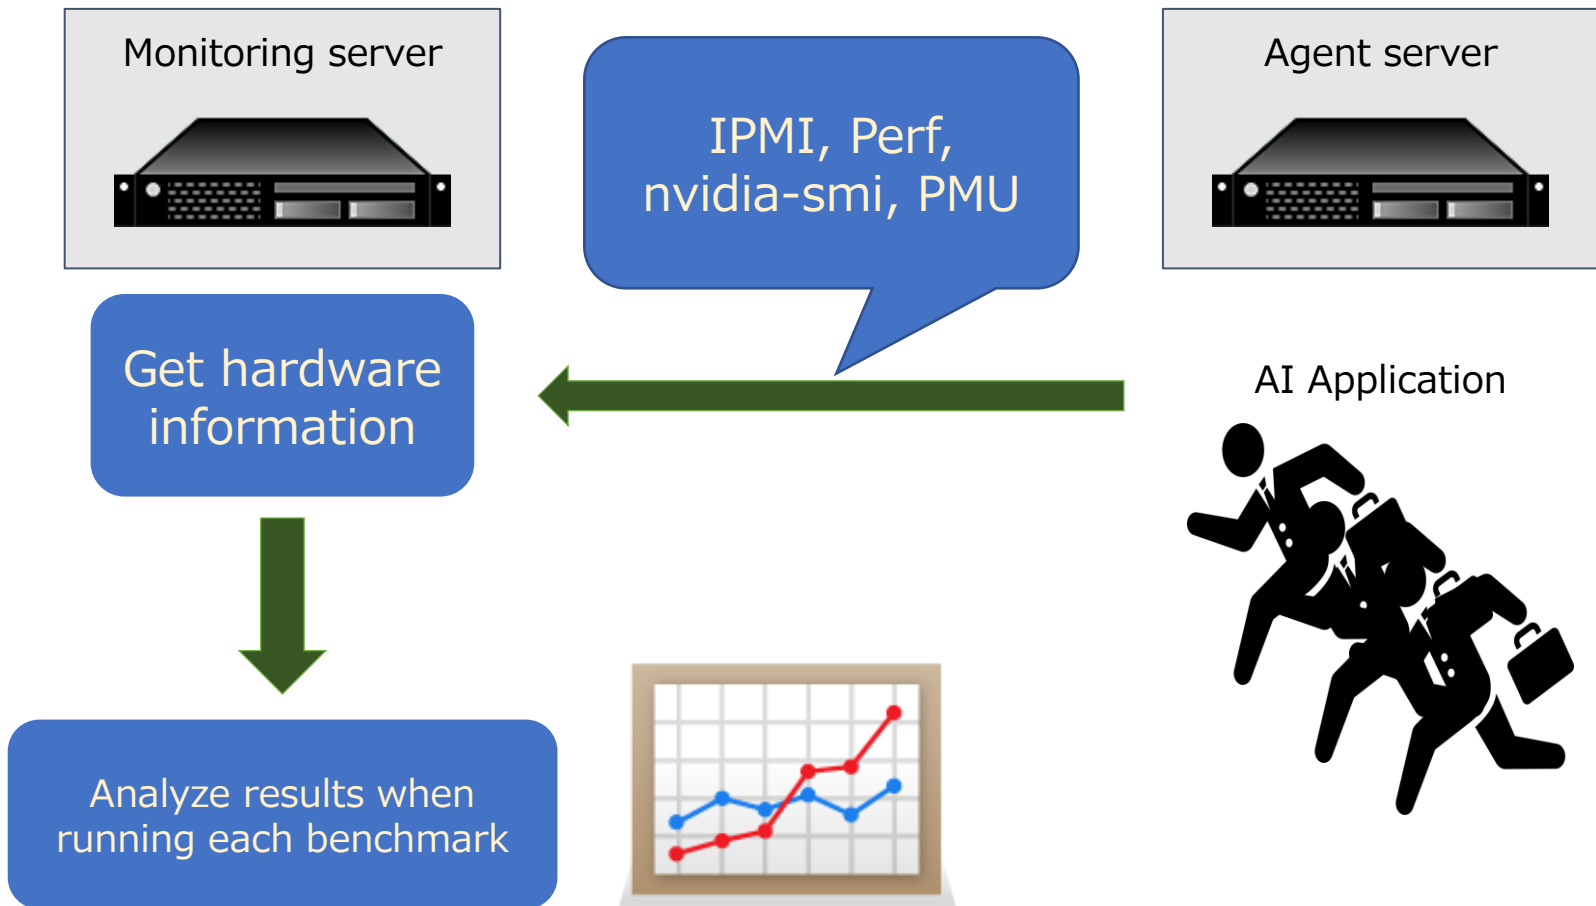 Monitoring server
IPMI, Perf,
nvidia-smi, PMU
Agent server
Get hardware
information
AI Application
Analyze results when
running each benchmark